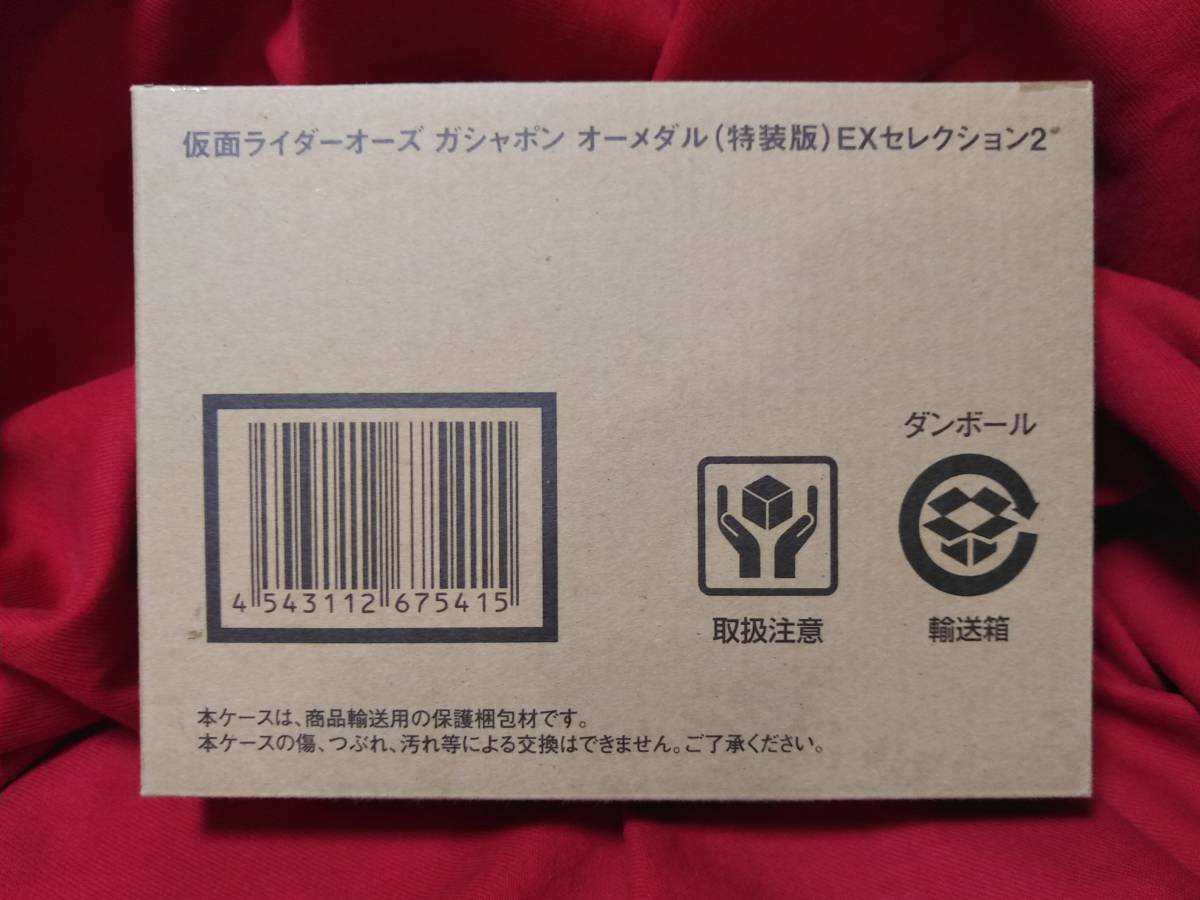 仮面ライダーオーズ ガシャポン オーメダル(特装版)EXセレクション2
ダンボール
4 543112 675415
取扱注意
輸送箱
本ケースは、商品輸送用の保護梱包材です。
本ケースの傷、つぶれ、汚れ等による交換はできません。ご了承ください。